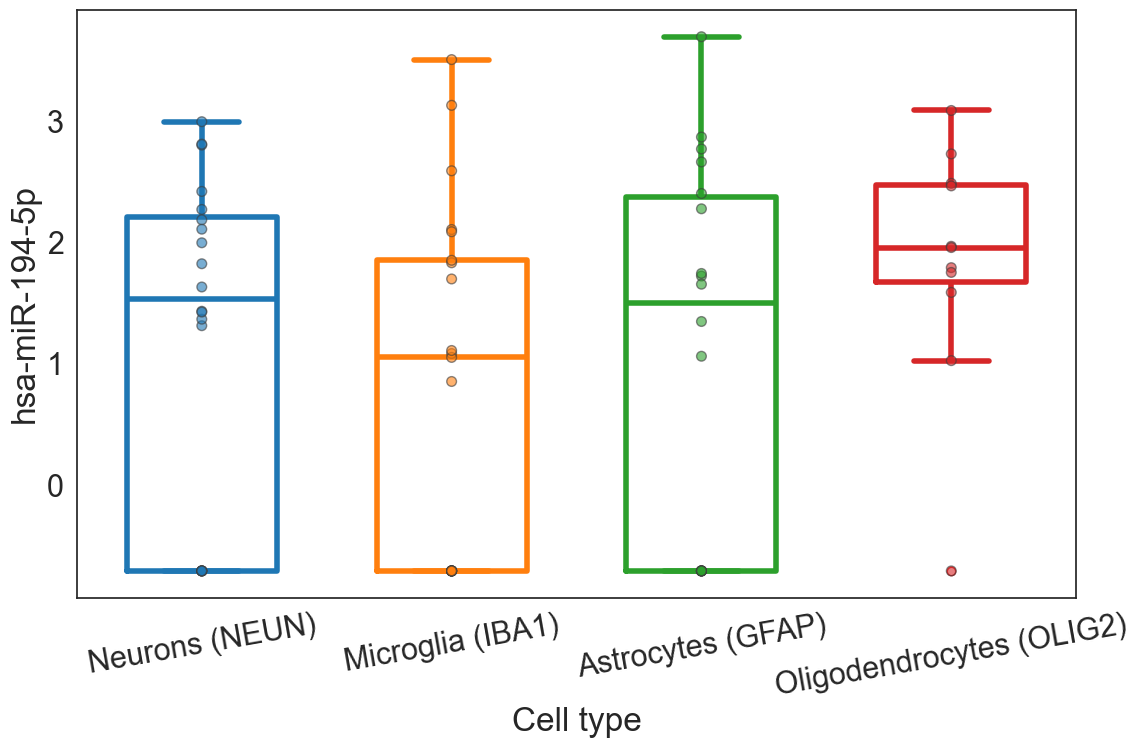 hsa-miR-194-5p
3
2
1
0
Neurons (NEUN)
Microglia (IBA1)
Astrocytes (GFAP)
Oligodendrocytes (OLIG2)
Cell type